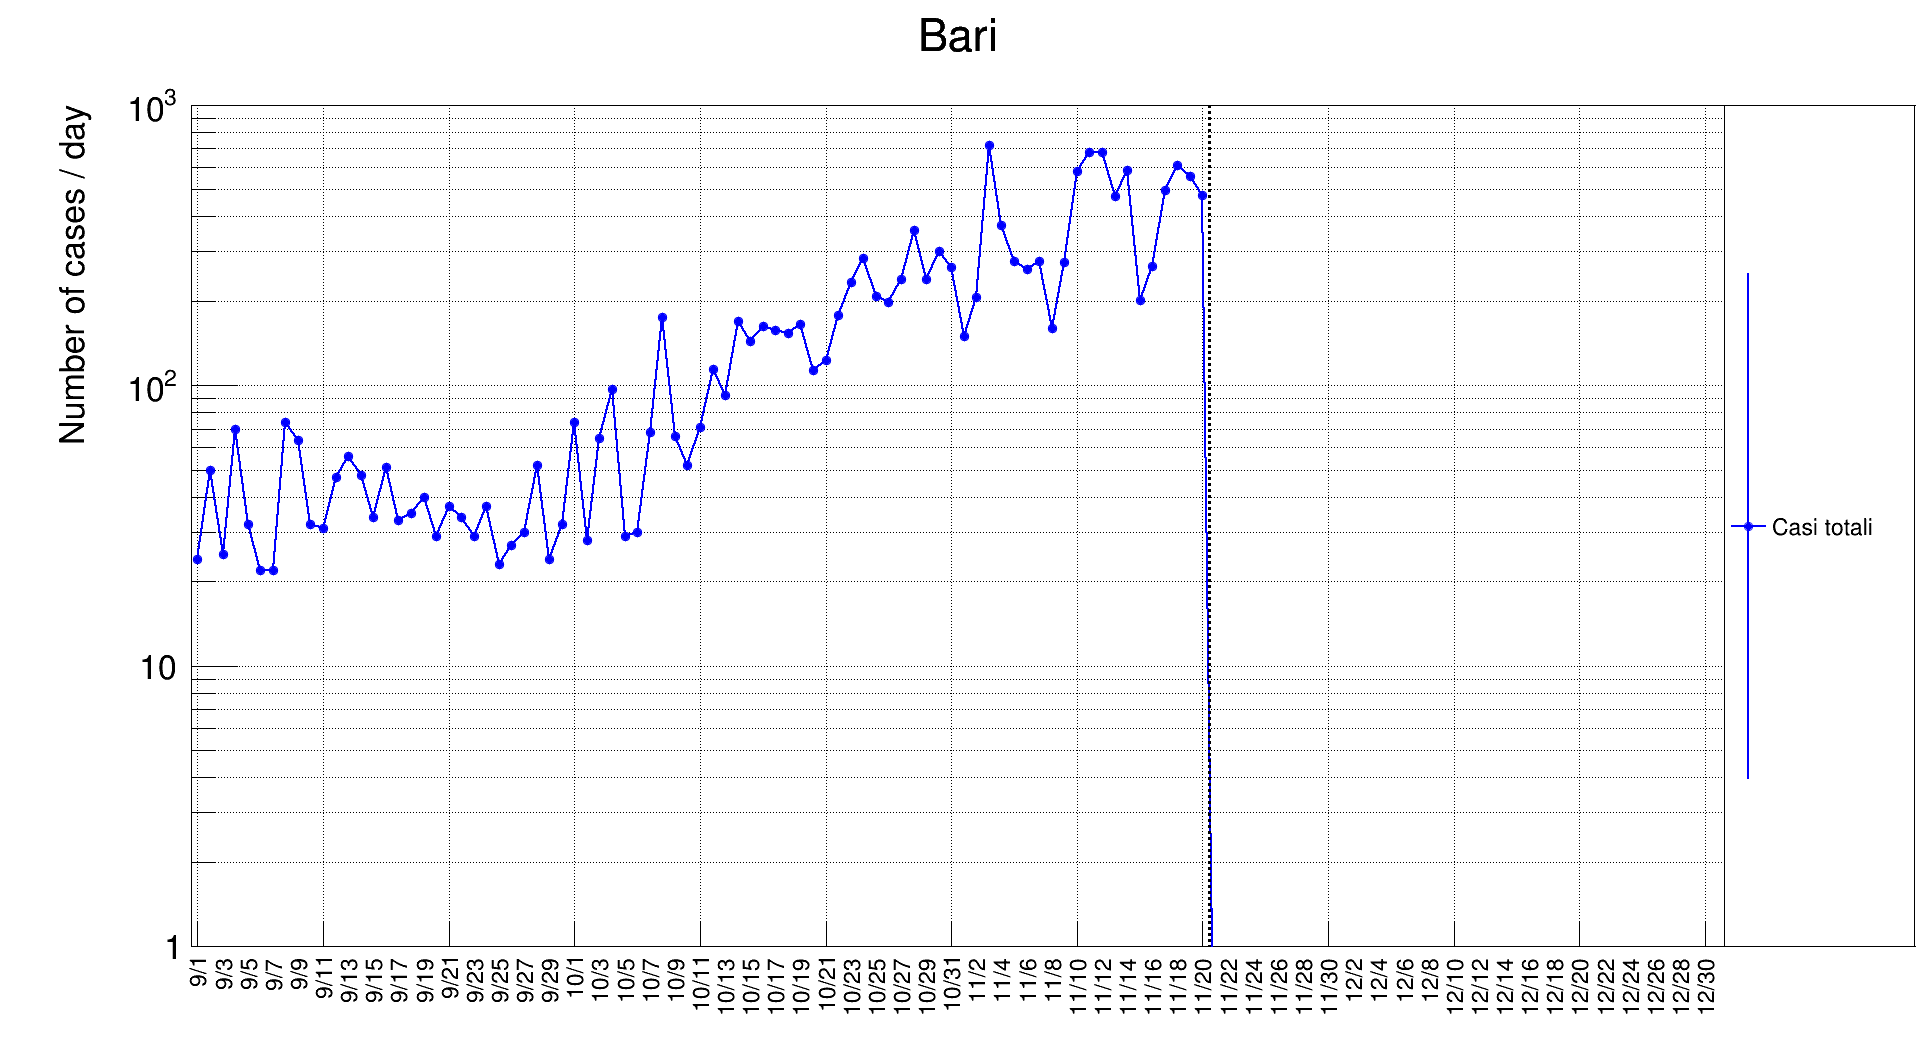 Bari
Number of cases / day
10³
10²
10
1
9/1 9/3 9/5 9/7 9/9 9/11 9/13 9/15 9/17 9/19 9/21 9/23 9/25 9/27 9/29 10/1 10/3 10/5 10/7 10/9 10/11 10/13 10/15 10/17 10/19 10/21 10/23 10/25 10/27 10/29 10/31 11/2 11/4 11/6 11/8 11/10 11/12 11/14 11/16 11/18 11/20 11/22 11/24 11/26 11/28 11/30 12/2 12/4 12/6 12/8 12/10 12/12 12/14 12/16 12/18 12/20 12/22 12/24 12/26 12/28 12/30
Casi totali